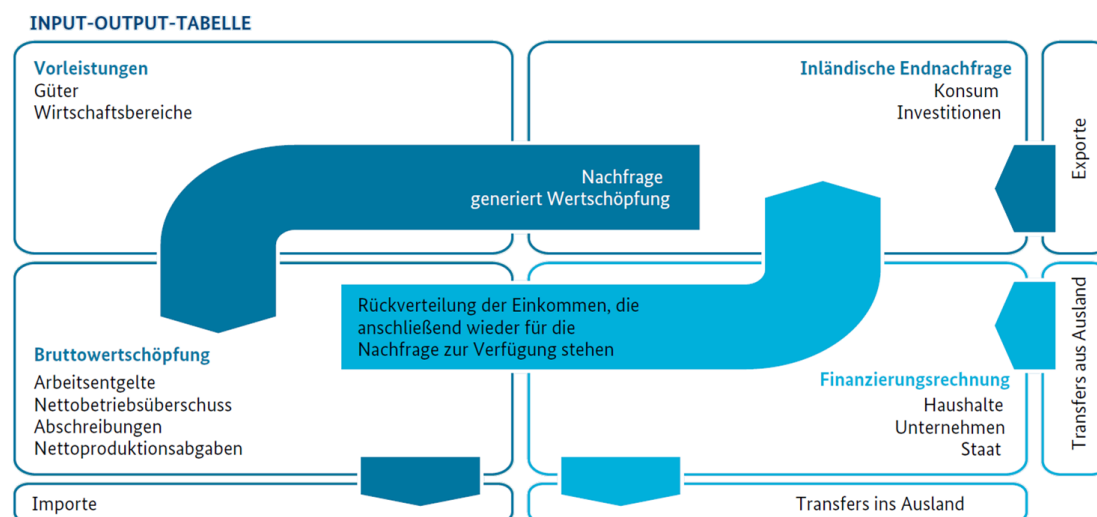 INPUT-OUTPUT-TABELLE
Vorleistungen
Güter
Wirtschaftsbereiche
Inländische Endnachfrage
Konsum
Investitionen
Exporte
Nachfrage
generiert Wertschöpfung
Rückverteilung der Einkommen, die
anschließend wieder für die
Nachfrage zur Verfügung stehen
Bruttowertschöpfung
Arbeitsentgelte
Nettobetriebsüberschuss
Abschreibungen
Nettoproduktionsabgaben
Finanzierungsrechnung
Haushalte
Unternehmen
Staat
Transfers aus Ausland
Importe
Transfers ins Ausland